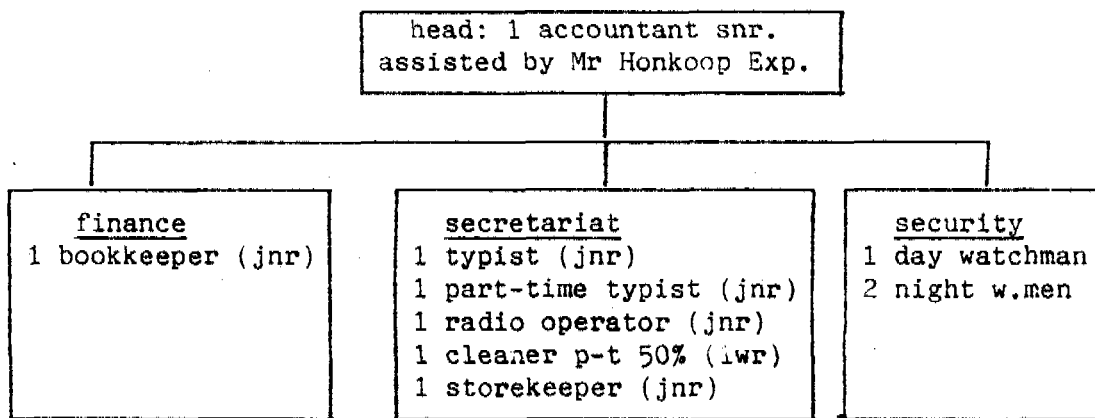 head: 1 accountant snr.
assisted by Mr Honkoop Exp.
finance
1 bookkeeper (jnr)
secretariat
1 typist (jnr)
1 part-time typist (jnr)
1 radio operator (jnr)
1 cleaner p-t 50% (lwr)
1 storekeeper (jnr)
security
1 day watchman
2 night w.men